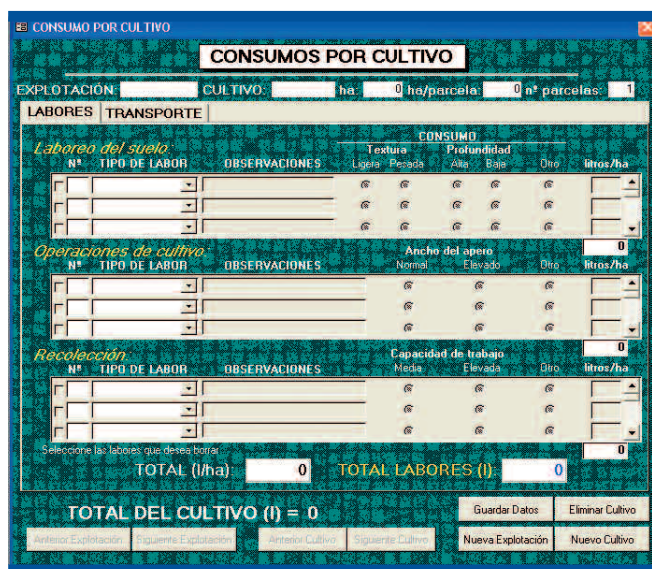 CONSUMO POR CULTIVO
CONSUMOS POR CULTIVO
EXPLOTACIÓN: CULTIVO: ha: 0 ha/parcela: 0 nº parcelas: 1
LABORES TRANSPORTE
CONSUMO
Laboreo del suelo: Textura Profundidad
Nº TIPO DE LABOR OBSERVACIONES Ligera Pesada Alta Baja Otro litros/ha
0
Operaciones de cultivo: Ancho del apero
Nº TIPO DE LABOR OBSERVACIONES Normal Elevado Otro litros/ha
0
Recolección: Capacidad de trabajo
Nº TIPO DE LABOR OBSERVACIONES Media Elevada Otro litros/ha
0
Seleccione las labores que desea borrar
TOTAL (l/ha): 0 TOTAL LABORES (l): 0
TOTAL DEL CULTIVO (l) = 0
Guardar Datos Eliminar Cultivo
Anterior Explotación Siguiente Explotación Anterior Cultivo Siguiente Cultivo Nueva Explotación Nuevo Cultivo